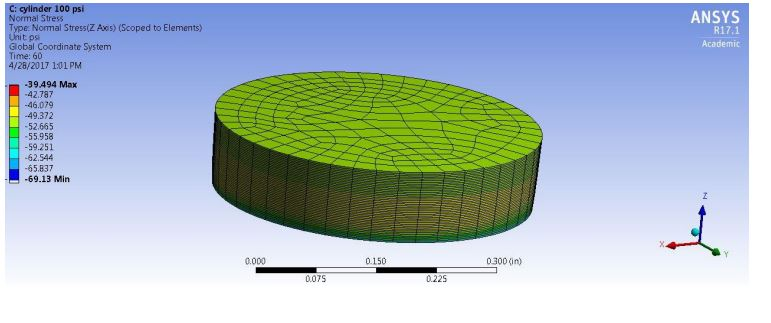 C: cylinder 100 psi
Normal Stress
Type: Normal Stress(Z Axis) (Scoped to Elements)
Unit: psi
Global Coordinate System
Time: 60
4/28/2017 1:01 PM
ANSYS
R17.1
Academic
-39.494 Max
-42.787
-46.079
-49.372
-52.665
-55.958
-59.251
-62.544
-65.837
-69.13 Min
Z
X
Y
0.000 0.150 0.300 (in)
0.075 0.225